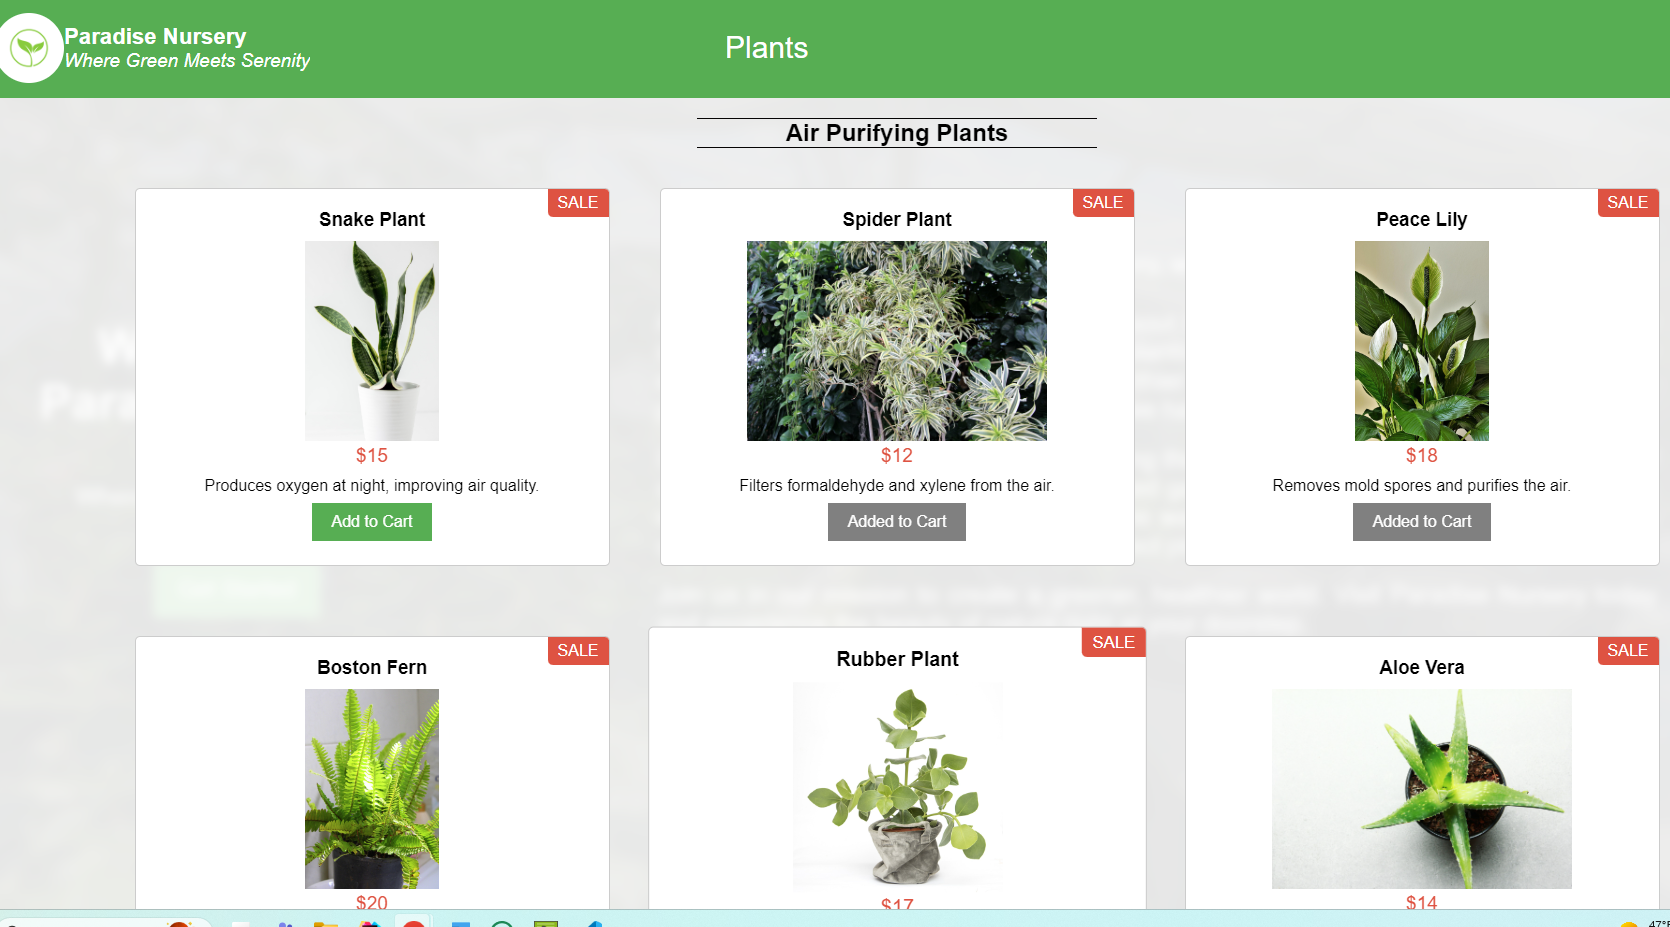 Paradise Nursery
Where Green Meets Serenity
Plants
Air Purifying Plants
SALE
Snake Plant
$15
Produces oxygen at night, improving air quality.
Add to Cart
SALE
Spider Plant
$12
Filters formaldehyde and xylene from the air.
Added to Cart
SALE
Peace Lily
$18
Removes mold spores and purifies the air.
Added to Cart
SALE
Boston Fern
$20
SALE
Rubber Plant
$17
SALE
Aloe Vera
$14